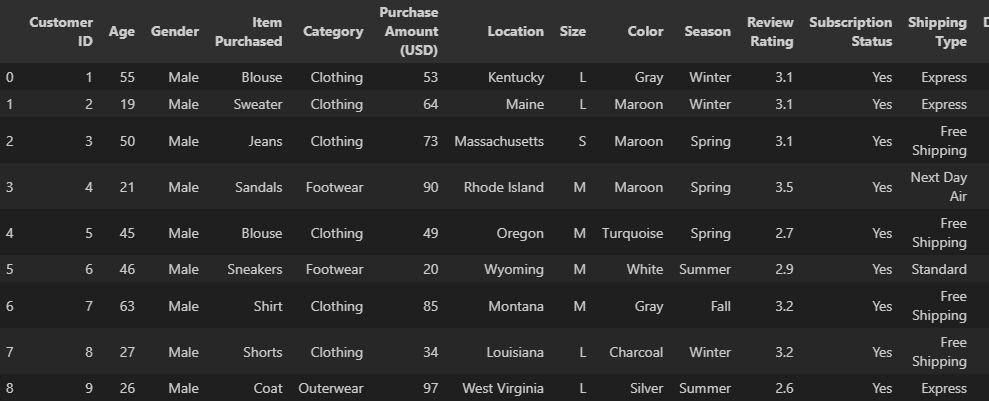 Customer ID Age Gender Item Purchased Category Purchase Amount (USD) Location Size Color Season Review Rating Subscription Status Shipping Type D
0 1 55 Male Blouse Clothing 53 Kentucky L Gray Winter 3.1 Yes Express
1 2 19 Male Sweater Clothing 64 Maine L Maroon Winter 3.1 Yes Express
2 3 50 Male Jeans Clothing 73 Massachusetts S Maroon Spring 3.1 Yes Free Shipping
3 4 21 Male Sandals Footwear 90 Rhode Island M Maroon Spring 3.5 Yes Next Day Air
4 5 45 Male Blouse Clothing 49 Oregon M Turquoise Spring 2.7 Yes Free Shipping
5 6 46 Male Sneakers Footwear 20 Wyoming M White Summer 2.9 Yes Standard
6 7 63 Male Shirt Clothing 85 Montana M Gray Fall 3.2 Yes Free Shipping
7 8 27 Male Shorts Clothing 34 Louisiana L Charcoal Winter 3.2 Yes Free Shipping
8 9 26 Male Coat Outerwear 97 West Virginia L Silver Summer 2.6 Yes Express